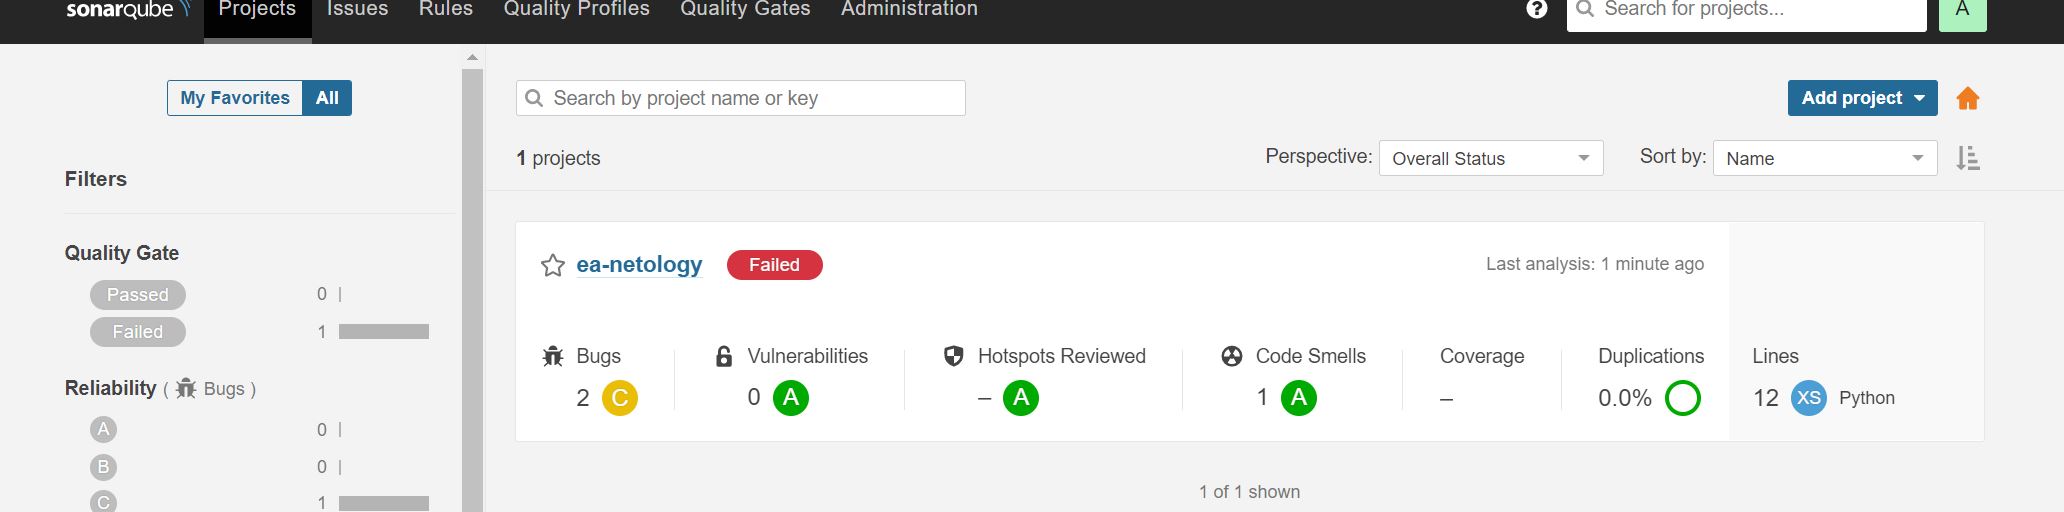 sonarqube Projects Issues Rules Quality Profiles Quality Gates Administration ? Search for projects... A
My Favorites All
Filters
Quality Gate
Passed 0
Failed 1
Reliability ( Bugs )
A 0
B 0
C 1
Search by project name or key
Add project
1 projects
Perspective: Overall Status Sort by: Name
ea-netology Failed Last analysis: 1 minute ago
Bugs Vulnerabilities Hotspots Reviewed Code Smells Coverage Duplications Lines
2 C 0 A – A 1 A – 0.0% 12 XS Python
1 of 1 shown